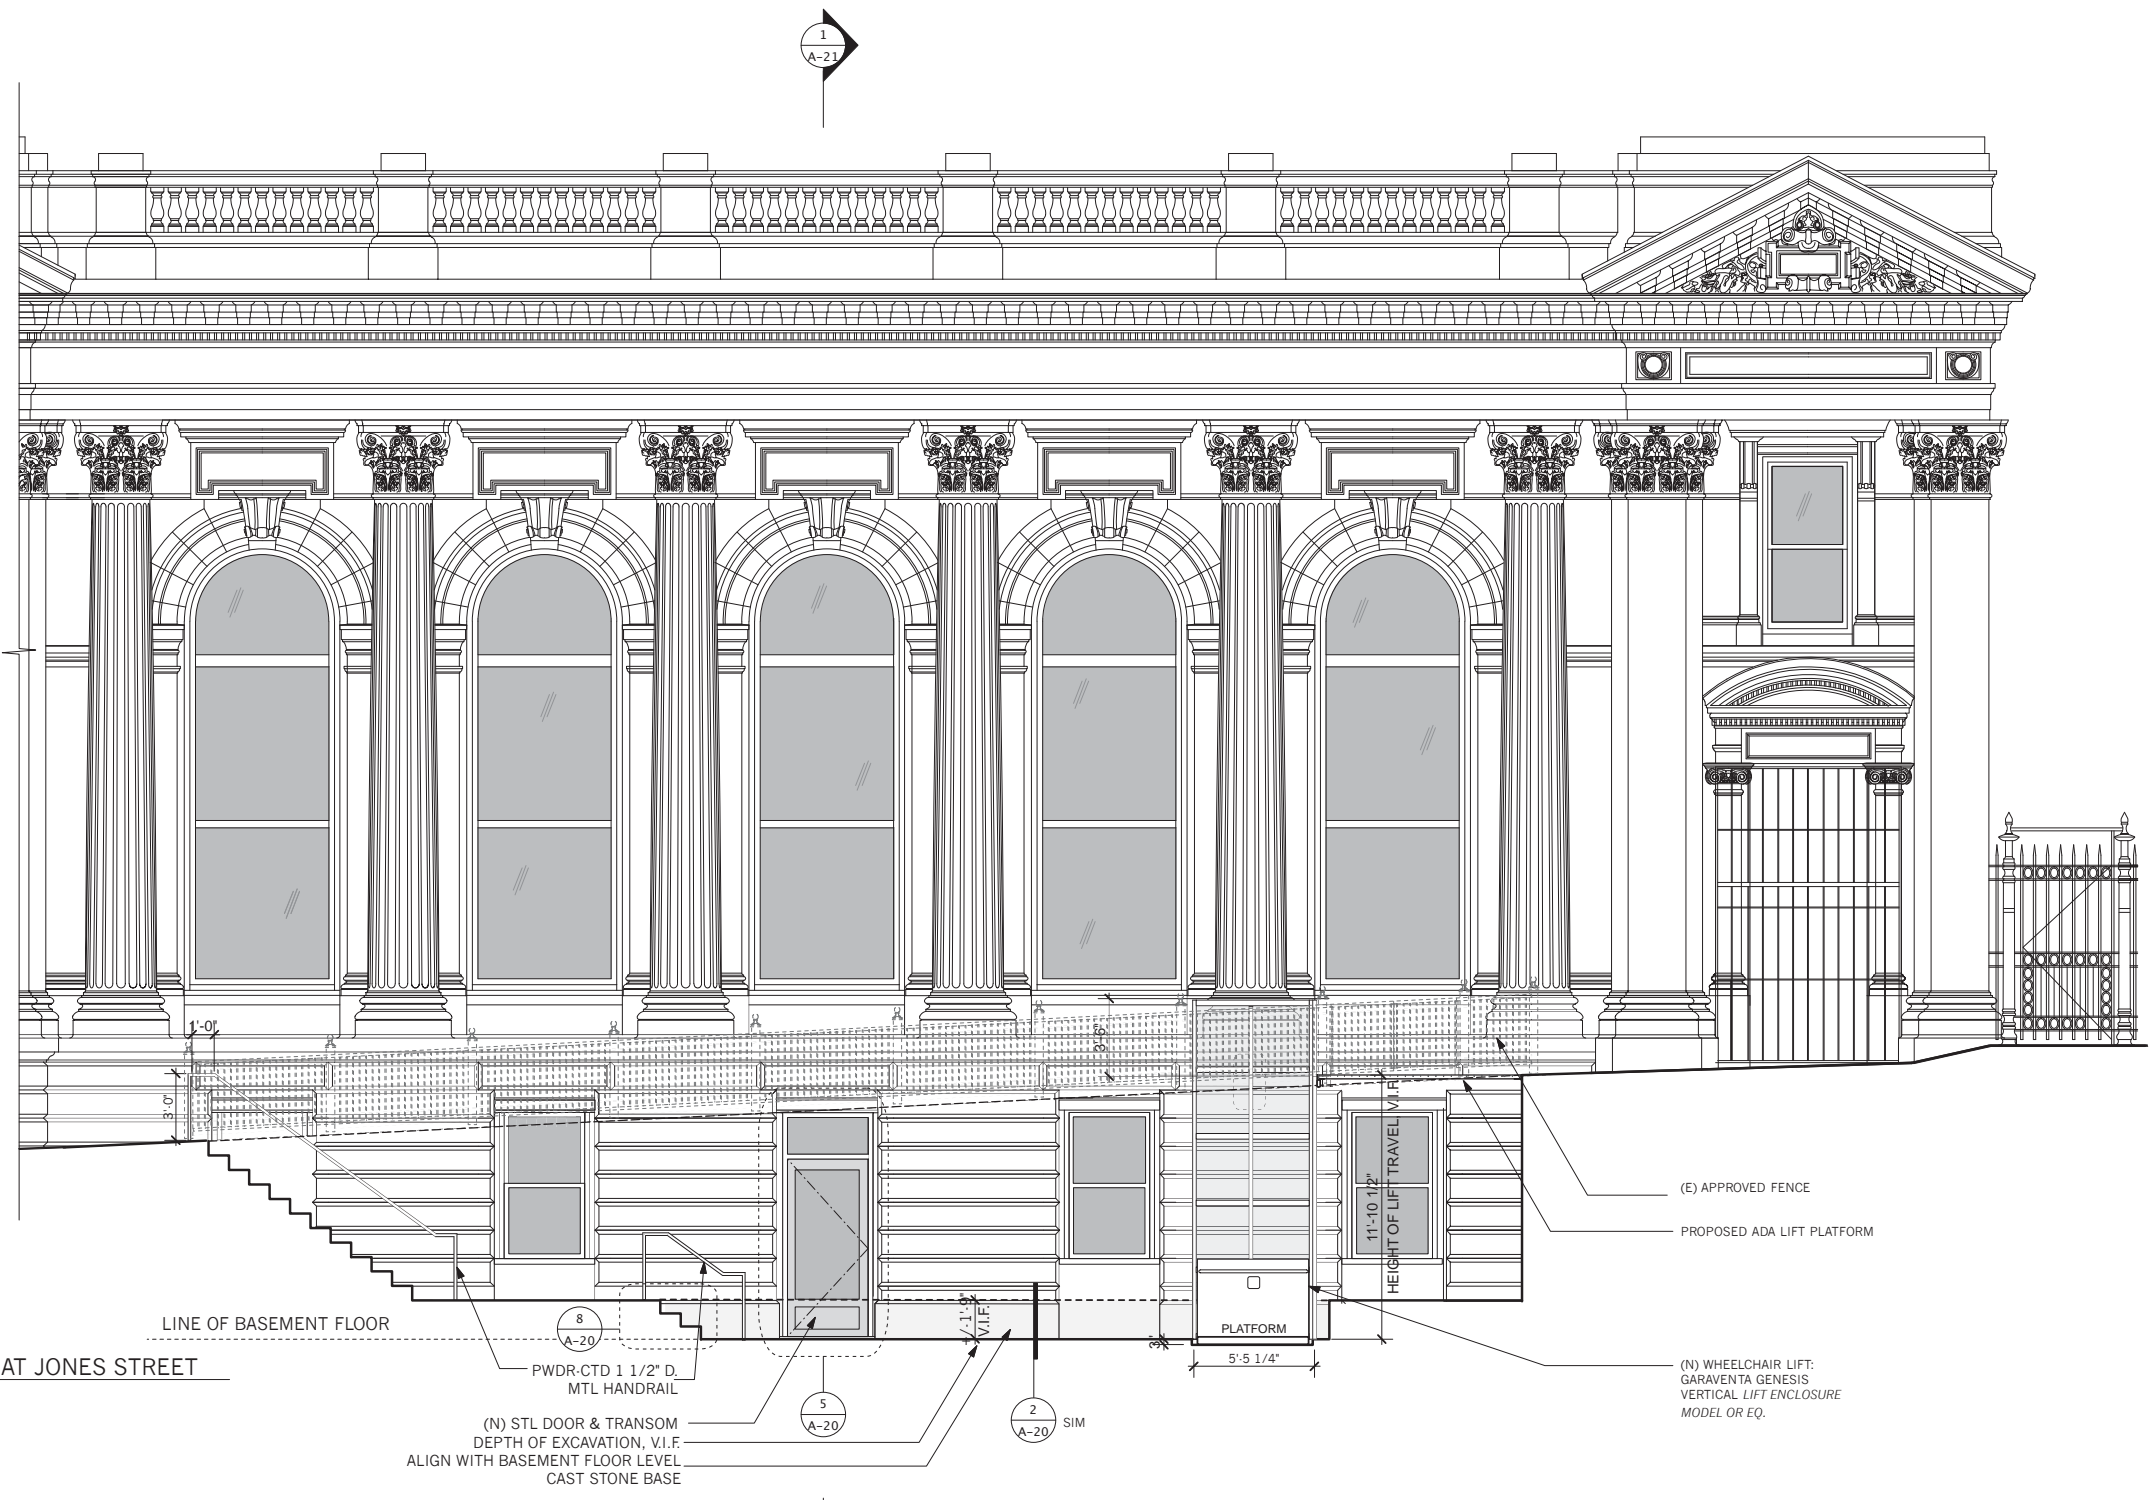 1
A-21
1'-0"
3'-0"
3'-6"
11'-10 1/2"
HEIGHT OF LIFT TRAVEL, V.I.F.
(E) APPROVED FENCE
PROPOSED ADA LIFT PLATFORM
LINE OF BASEMENT FLOOR
8
A-20
+/-1'-9"
V.I.F.
3"
PLATFORM
5'-5 1/4"
AT JONES STREET
PWDR-CTD 1 1/2" D.
MTL HANDRAIL
(N) WHEELCHAIR LIFT:
GARAVENTA GENESIS
VERTICAL LIFT ENCLOSURE
MODEL OR EQ.
5
A-20
2
A-20
SIM
(N) STL DOOR & TRANSOM
DEPTH OF EXCAVATION, V.I.F.
ALIGN WITH BASEMENT FLOOR LEVEL
CAST STONE BASE